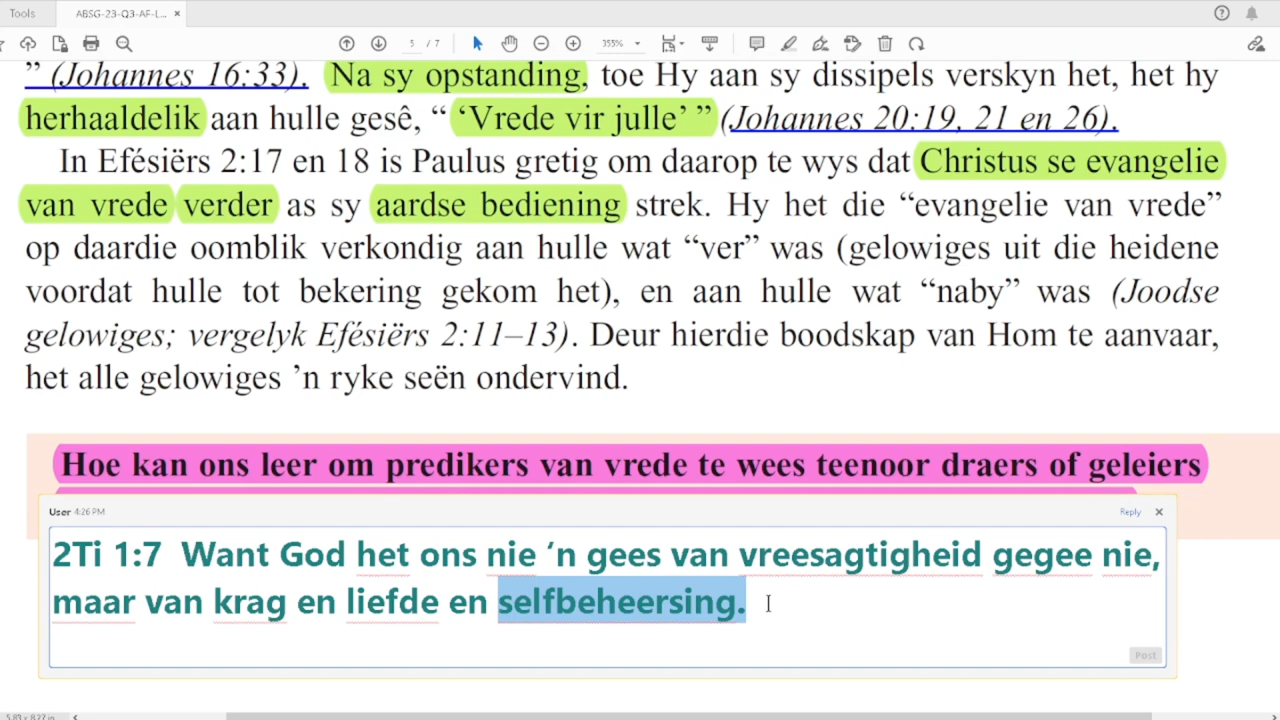 Tools
ABSG-23-Q3-AF-L... ×
5 / 7
355%
” (Johannes 16:33). Na sy opstanding, toe Hy aan sy dissipels verskyn het, het hy
herhaaldelik aan hulle gesê, “ ‘Vrede vir julle’ ” (Johannes 20:19, 21 en 26).
In Efésiërs 2:17 en 18 is Paulus gretig om daarop te wys dat Christus se evangelie
van vrede verder as sy aardse bediening strek. Hy het die “evangelie van vrede”
op daardie oomblik verkondig aan hulle wat “ver” was (gelowiges uit die heidene
voordat hulle tot bekering gekom het), en aan hulle wat “naby” was (Joodse
gelowiges; vergelyk Efésiërs 2:11–13). Deur hierdie boodskap van Hom te aanvaar,
het alle gelowiges ’n ryke seën ondervind.
Hoe kan ons leer om predikers van vrede te wees teenoor draers of geleiers
User 4:26 PM
Reply ×
2Ti 1:7 Want God het ons nie ‘n gees van vreesagtigheid gegee nie,
maar van krag en liefde en selfbeheersing.
Post
5.83 x 8.27 in